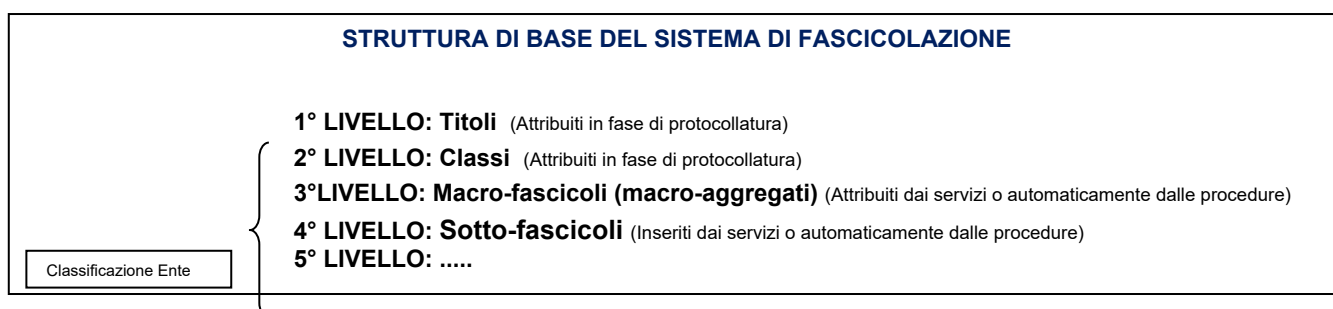 STRUTTURA DI BASE DEL SISTEMA DI FASCICOLAZIONE
1° LIVELLO: Titoli (Attribuiti in fase di protocollatura)
2° LIVELLO: Classi (Attribuiti in fase di protocollatura)
3°LIVELLO: Macro-fascicoli (macro-aggregati) (Attribuiti dai servizi o automaticamente dalle procedure)
4° LIVELLO: Sotto-fascicoli (Inseriti dai servizi o automaticamente dalle procedure)
5° LIVELLO: .....
Classificazione Ente